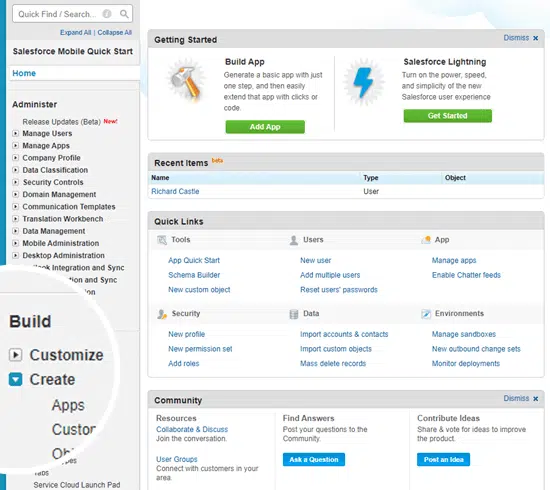 Quick Find / Search...
Expand All | Collapse All
Salesforce Mobile Quick Start
Home
Administer
Release Updates (Beta) New!
Manage Users
Manage Apps
Company Profile
Data Classification
Security Controls
Domain Management
Communication Templates
Translation Workbench
Data Management
Mobile Administration
Desktop Administration
Integration and Sync
and Sync
Build
Customize
Create
Apps
Tabs
Service Cloud Launch Pad
Getting Started
Dismiss
Build App
Generate a basic app with just
one step, and then easily
extend that app with clicks or
code.
Add App
Salesforce Lightning
Turn on the power, speed,
and simplicity of the new
Salesforce user experience
Get Started
Recent Items beta
Name Type Object
Richard Castle User
Quick Links
Tools Users App
App Quick Start New user Manage apps
Schema Builder Add multiple users Enable Chatter feeds
New custom object Reset users' passwords
Security Data Environments
New profile Import accounts & contacts Manage sandboxes
New permission set Import custom objects New outbound change sets
Add roles Mass delete records Monitor deployments
Community
Dismiss
Resources
Collaborate & Discuss
Join the conversation.
User Groups
Connect with customers in your
area.
Find Answers
Post your questions to the
Community.
Ask a Question
Contribute Ideas
Share & vote for ideas to improve
the product.
Post an Idea